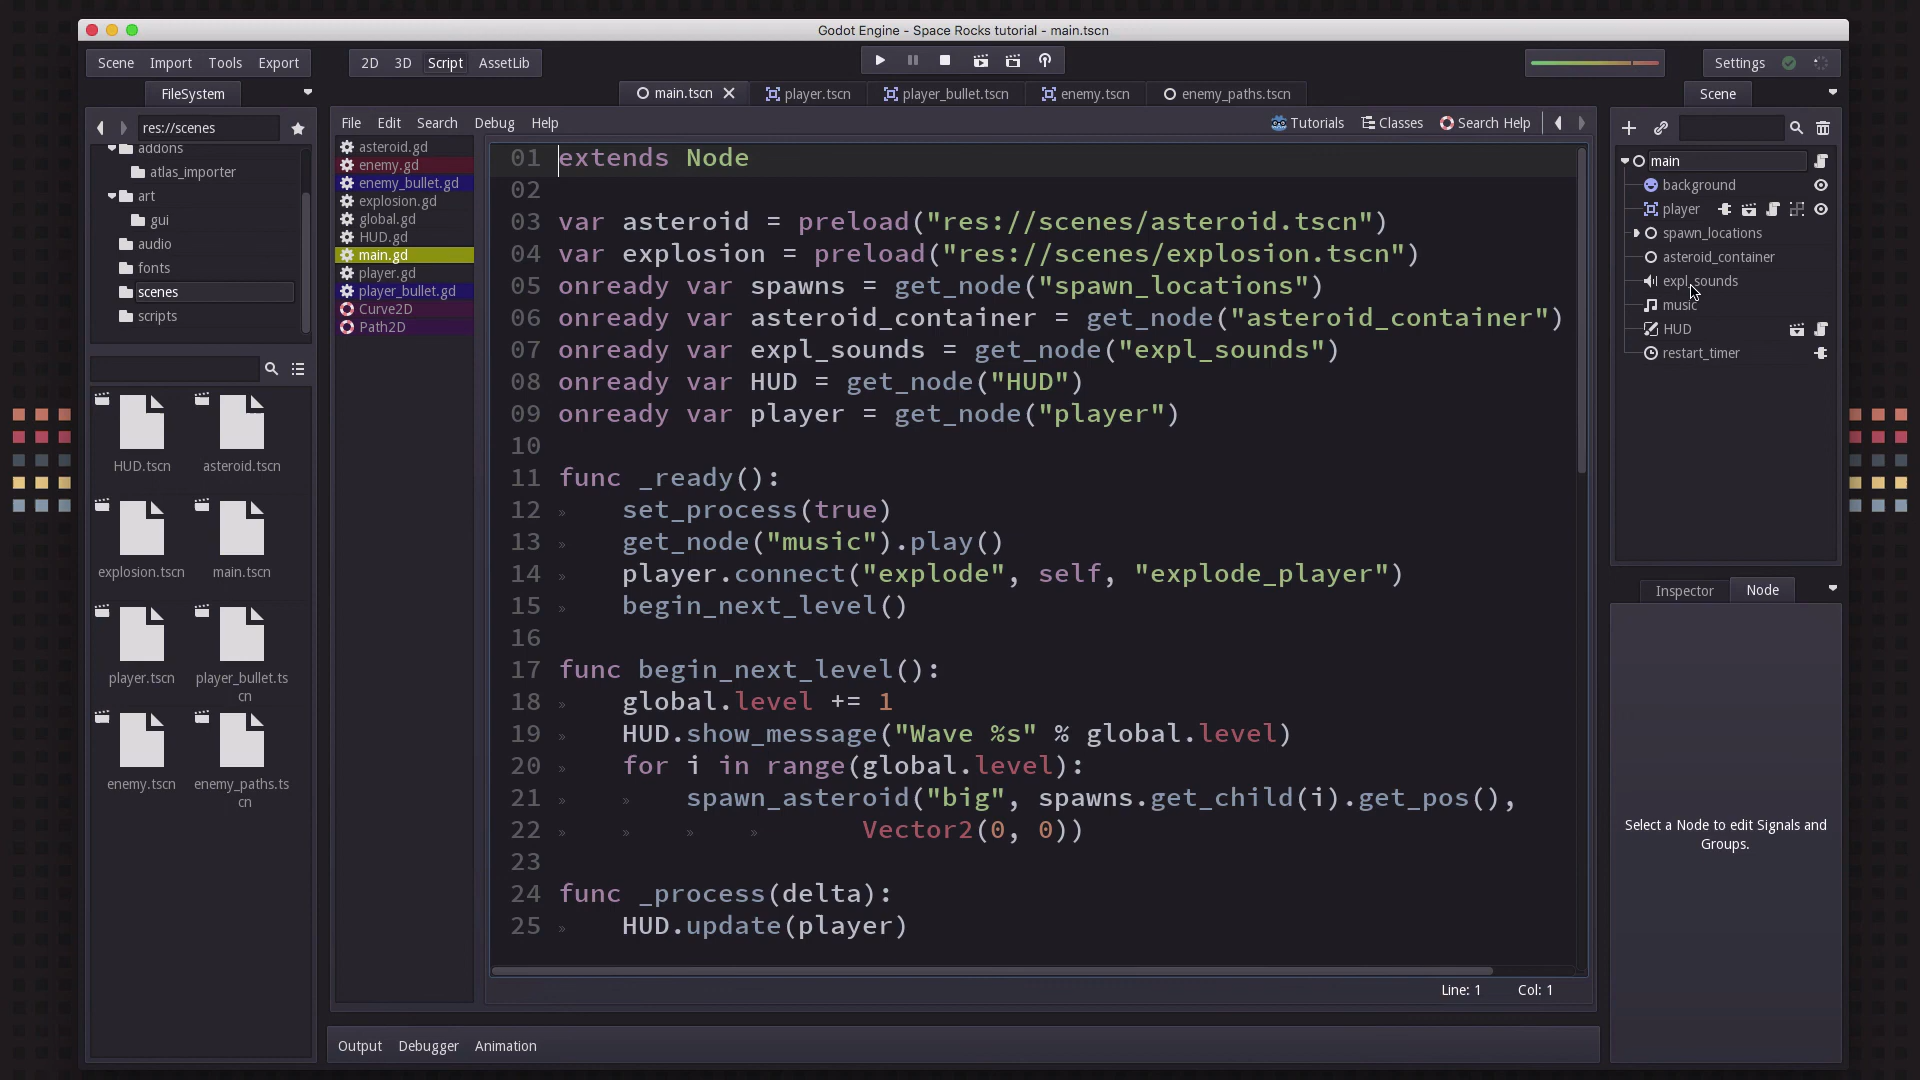 Godot Engine - Space Rocks tutorial - main.tscn
Scene Import Tools Export
2D 3D Script AssetLib
Settings
FileSystem
main.tscn
player.tscn
player_bullet.tscn
enemy.tscn
enemy_paths.tscn
Scene
res://scenes
addons
atlas_importer
art
gui
audio
fonts
scenes
scripts
HUD.tscn
asteroid.tscn
explosion.tscn
main.tscn
player.tscn
player_bullet.ts
cn
enemy.tscn
enemy_paths.ts
cn
File Edit Search Debug Help
Tutorials Classes Search Help
asteroid.gd
enemy.gd
enemy_bullet.gd
explosion.gd
global.gd
HUD.gd
main.gd
player.gd
player_bullet.gd
Curve2D
Path2D
01 extends Node
02
03 var asteroid = preload("res://scenes/asteroid.tscn")
04 var explosion = preload("res://scenes/explosion.tscn")
05 onready var spawns = get_node("spawn_locations")
06 onready var asteroid_container = get_node("asteroid_container")
07 onready var expl_sounds = get_node("expl_sounds")
08 onready var HUD = get_node("HUD")
09 onready var player = get_node("player")
10
11 func _ready():
12 » set_process(true)
13 » get_node("music").play()
14 » player.connect("explode", self, "explode_player")
15 » begin_next_level()
16
17 func begin_next_level():
18 » global.level += 1
19 » HUD.show_message("Wave %s" % global.level)
20 » for i in range(global.level):
21 » » spawn_asteroid("big", spawns.get_child(i).get_pos(),
22 » » » » Vector2(0, 0))
23
24 func _process(delta):
25 » HUD.update(player)
Line: 1 Col: 1
Output Debugger Animation
main
background
player
spawn_locations
asteroid_container
expl_sounds
music
HUD
restart_timer
Inspector Node
Select a Node to edit Signals and
Groups.